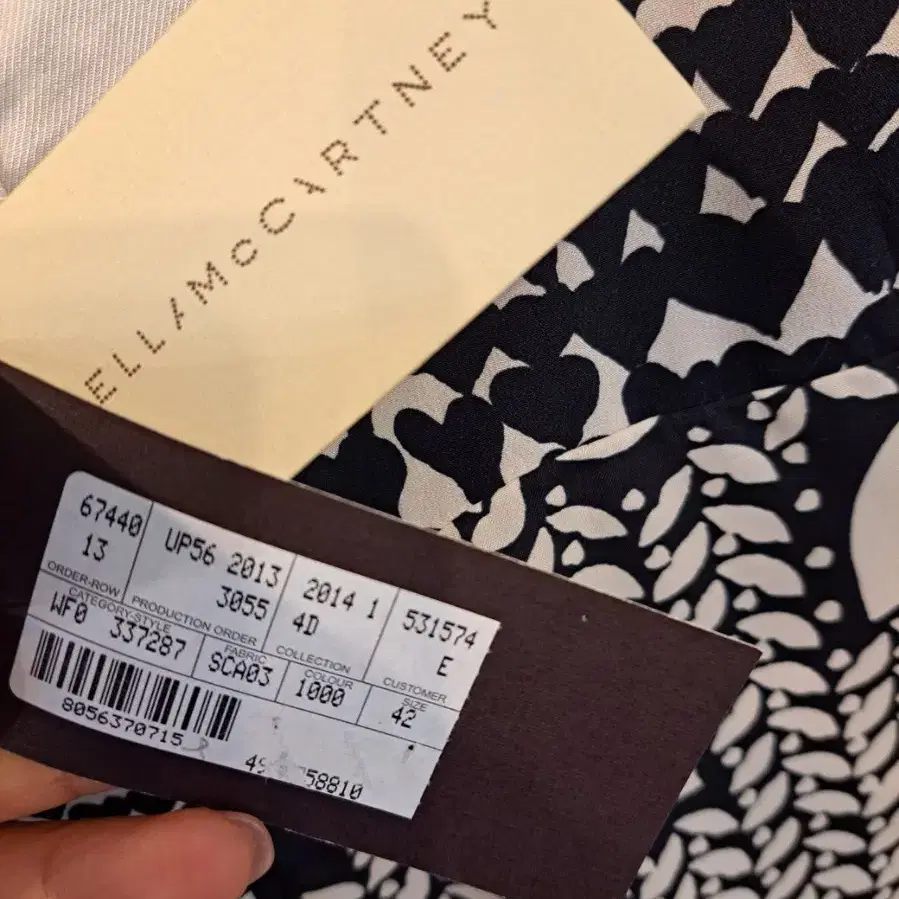 ELLAMcCARTNEY
67440 UP56 2013 2014 1 531574
13 3055 4D E
ORDER-ROW PRODUCTION ORDER COLLECTION CUSTOMER
CATEGORY-STYLE FABRIC COLOUR SIZE
WF0 337287 SCA03 1000 42
8056370715
58810